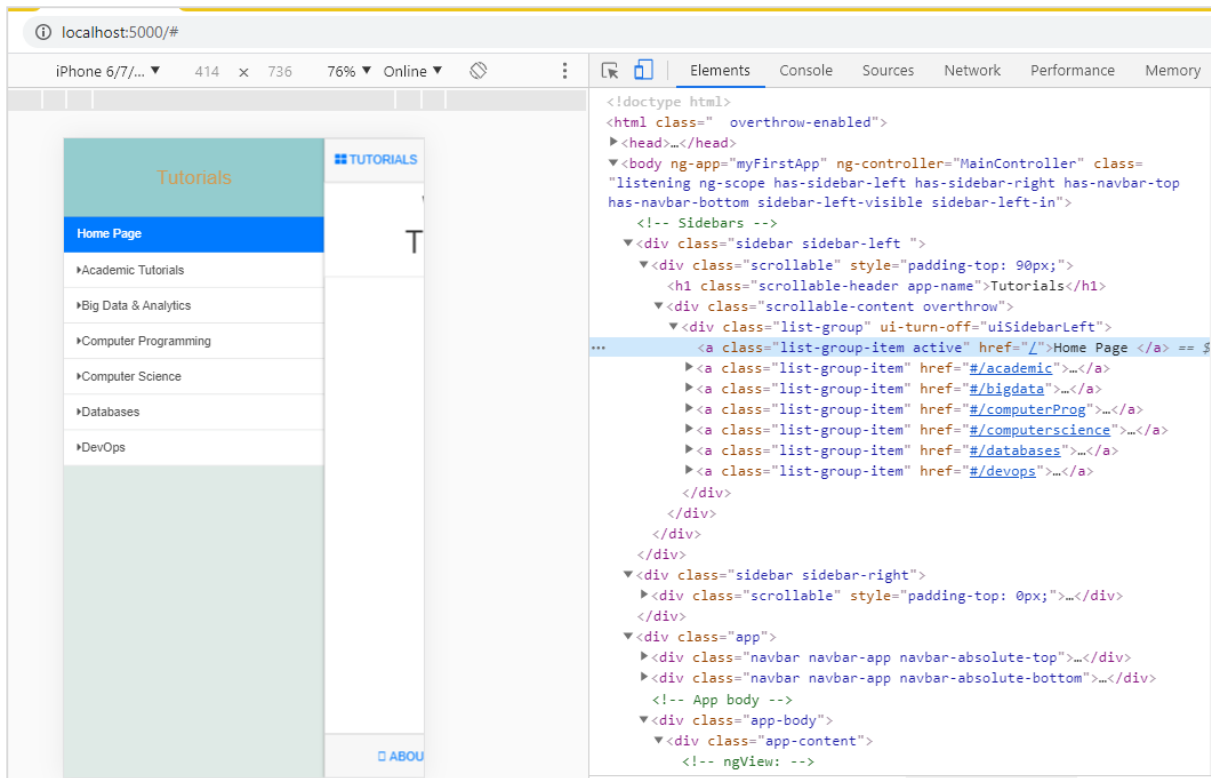 localhost:5000/#
iPhone 6/7/... ▼ 414 × 736 76% ▼ Online ▼
Elements Console Sources Network Performance Memory
Tutorials
Home Page
Academic Tutorials
Big Data & Analytics
Computer Programming
Computer Science
Databases
DevOps
TUTORIALS
T
ABOU
<!doctype html>
<html class="  overthrow-enabled">
▶<head>…</head>
▼<body ng-app="myFirstApp" ng-controller="MainController" class=
"listening ng-scope has-sidebar-left has-sidebar-right has-navbar-top
has-navbar-bottom sidebar-left-visible sidebar-left-in">
<!-- Sidebars -->
▼<div class="sidebar sidebar-left ">
▼<div class="scrollable" style="padding-top: 90px;">
<h1 class="scrollable-header app-name">Tutorials</h1>
▼<div class="scrollable-content overthrow">
▼<div class="list-group" ui-turn-off="uiSidebarLeft">
… <a class="list-group-item active" href="/">Home Page </a> == $
▶<a class="list-group-item" href="#/academic">…</a>
▶<a class="list-group-item" href="#/bigdata">…</a>
▶<a class="list-group-item" href="#/computerProg">…</a>
▶<a class="list-group-item" href="#/computerscience">…</a>
▶<a class="list-group-item" href="#/databases">…</a>
▶<a class="list-group-item" href="#/devops">…</a>
</div>
</div>
</div>
</div>
▼<div class="sidebar sidebar-right">
▶<div class="scrollable" style="padding-top: 0px;">…</div>
</div>
▼<div class="app">
▶<div class="navbar navbar-app navbar-absolute-top">…</div>
▶<div class="navbar navbar-app navbar-absolute-bottom">…</div>
<!-- App body -->
▼<div class="app-body">
▼<div class="app-content">
<!-- ngView: -->